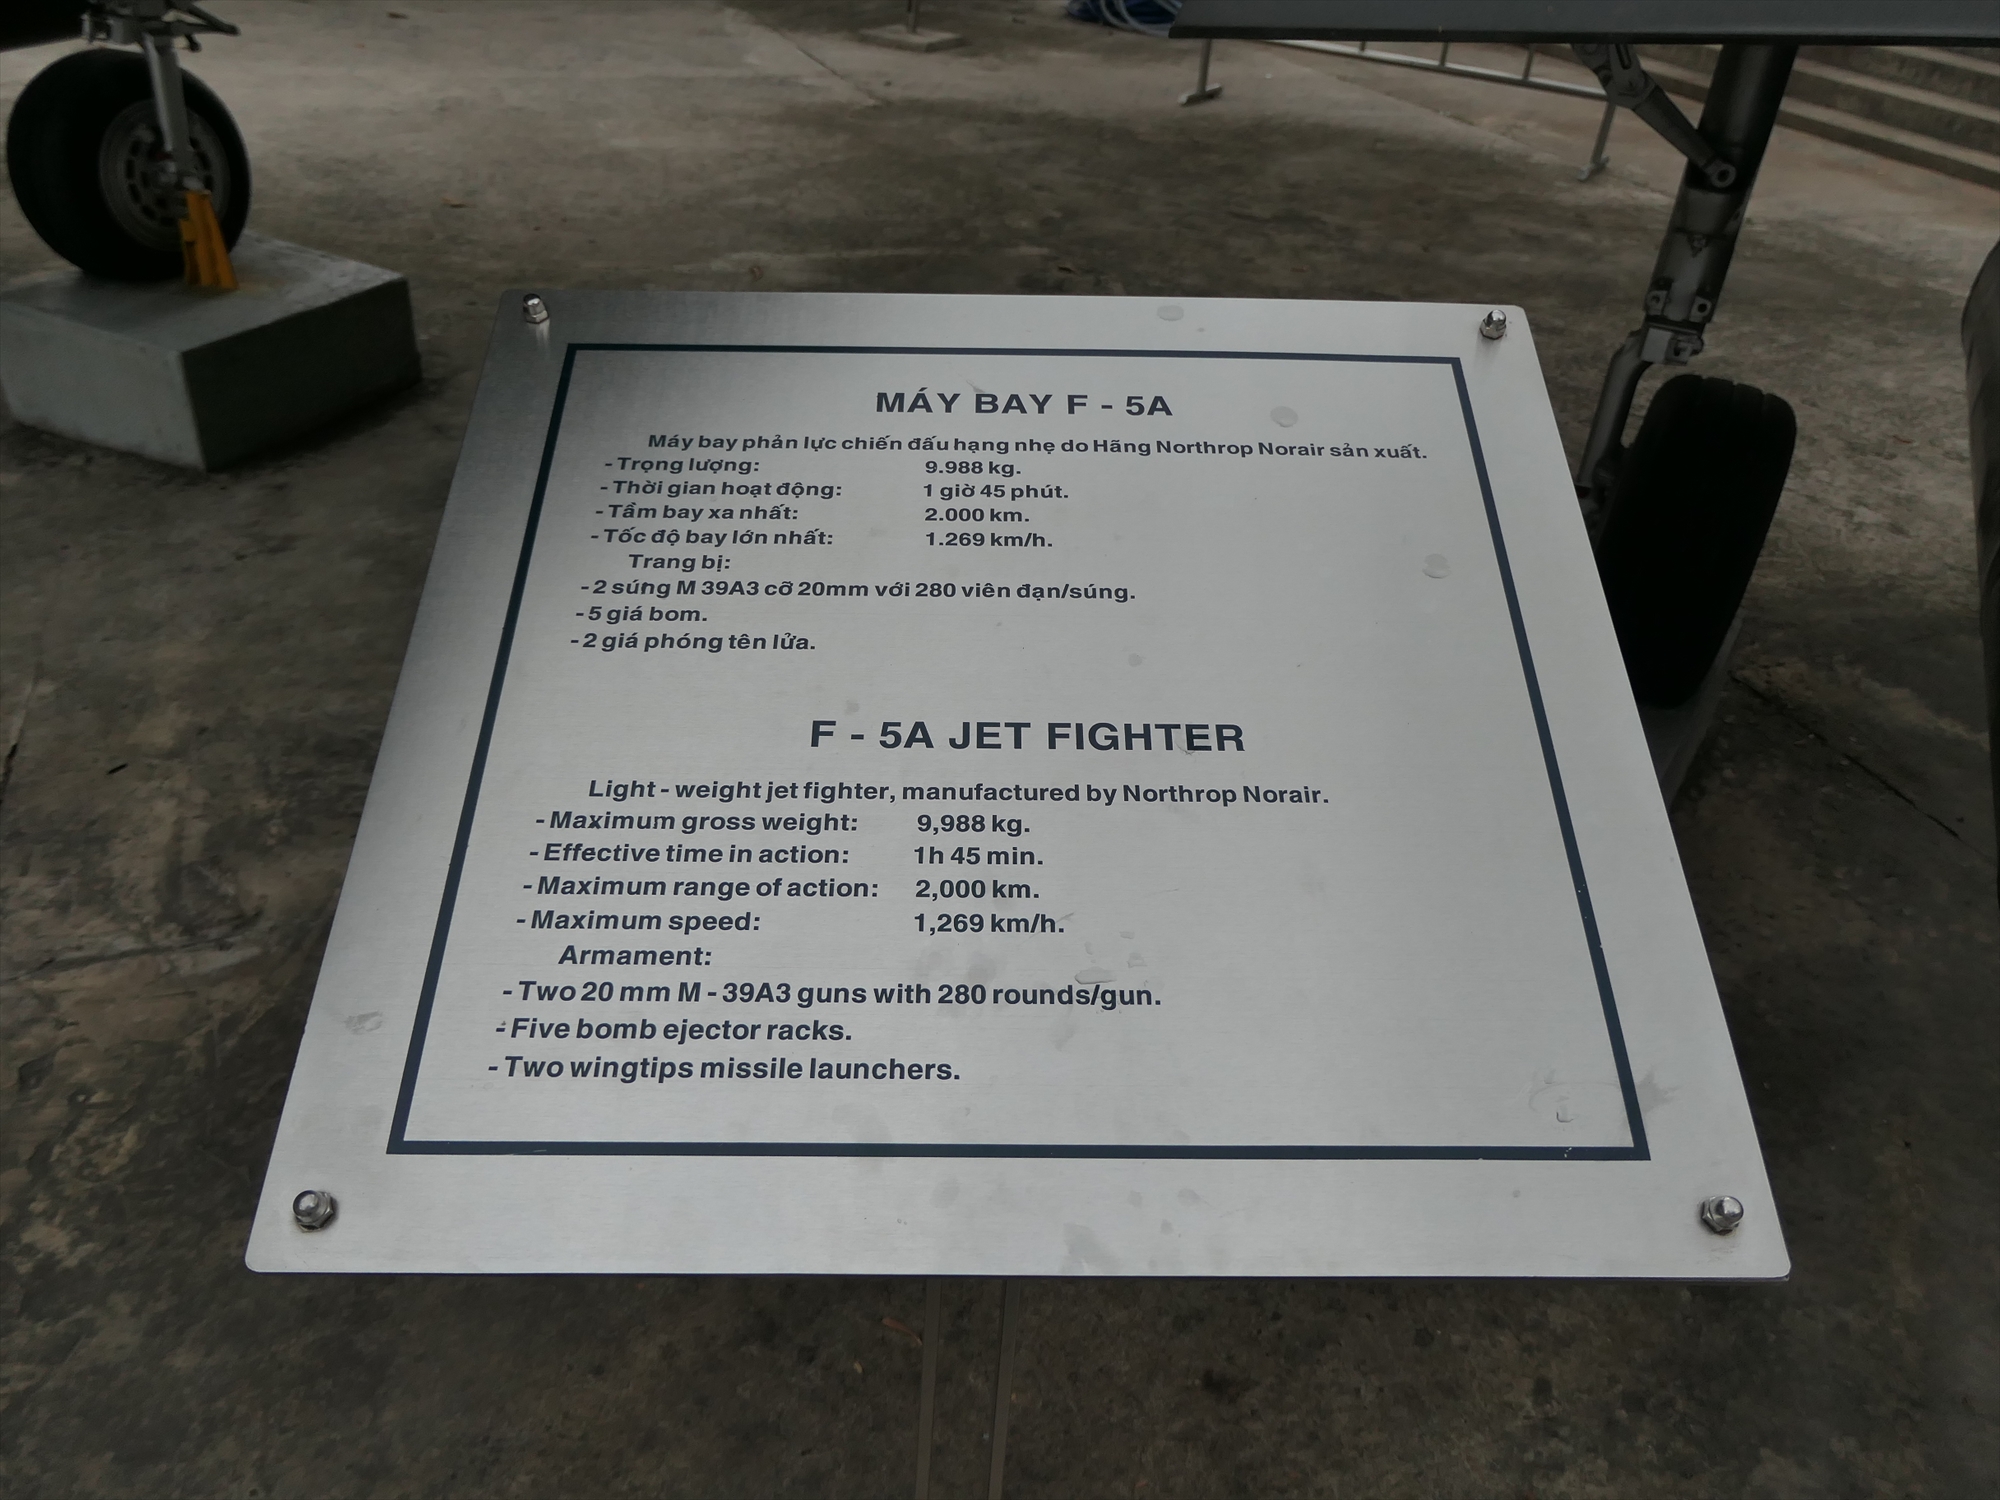 MÁY BAY F - 5A
Máy bay phản lực chiến đấu hạng nhẹ do Hãng Northrop Norair sản xuất.
- Trọng lượng: 9.988 kg.
- Thời gian hoạt động: 1 giờ 45 phút.
- Tầm bay xa nhất: 2.000 km.
- Tốc độ bay lớn nhất: 1.269 km/h.
Trang bị:
- 2 súng M 39A3 cỡ 20mm với 280 viên đạn/súng.
- 5 giá bom.
- 2 giá phóng tên lửa.
F - 5A JET FIGHTER
Light - weight jet fighter, manufactured by Northrop Norair.
- Maximum gross weight: 9,988 kg.
- Effective time in action: 1h 45 min.
- Maximum range of action: 2,000 km.
- Maximum speed: 1,269 km/h.
Armament:
- Two 20 mm M - 39A3 guns with 280 rounds/gun.
- Five bomb ejector racks.
- Two wingtips missile launchers.